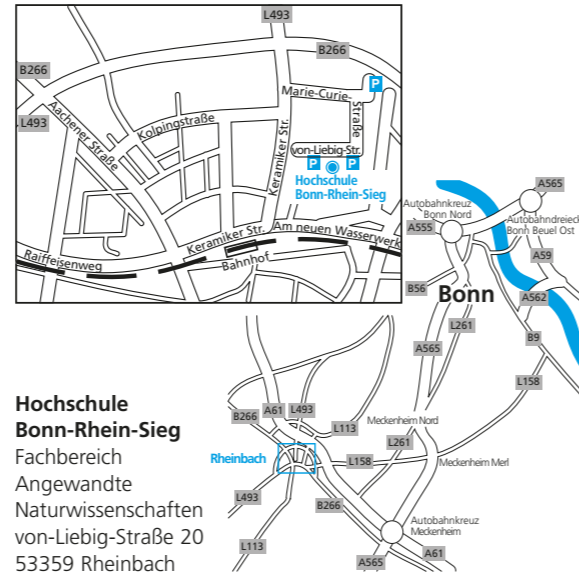 L493
B266
B266
P
Marie-Curie-
Straße
Aachener Straße
L493
Kolpingstraße
Keramiker Str.
von-Liebig-Str.
P
P
Hochschule
Bonn-Rhein-Sieg
Keramiker Str.
Am neuen Wasserwerk
Raiffeisenweg
Bahnhof
A565
Autobahnkreuz
Bonn Nord
Autobahndreieck
Bonn Beuel Ost
A555
A59
B56
Bonn
A562
L261
B9
A565
L158
B266
A61
L493
L113
Meckenheim Nord
L261
Rheinbach
L158
Meckenheim Merl
L493
B266
Autobahnkreuz
Meckenheim
L113
A565
A61
Hochschule
Bonn-Rhein-Sieg
Fachbereich
Angewandte
Naturwissenschaften
von-Liebig-Straße 20
53359 Rheinbach